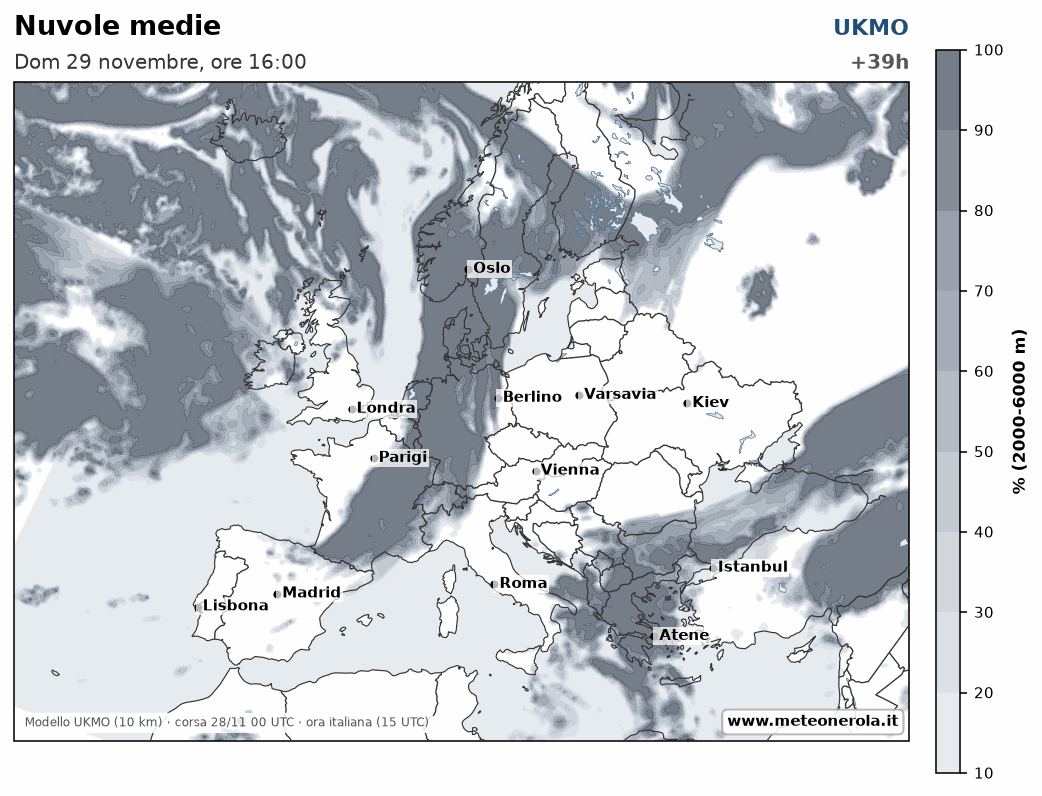 Nuvole medie
UKMO
Dom 29 novembre, ore 16:00
+39h
100
90
80
70
60
50
40
30
20
10
% (2000-6000 m)
Oslo
Londra
Berlino
Varsavia
Kiev
Parigi
Vienna
Istanbul
Roma
Madrid
Lisbona
Atene
Modello UKMO (10 km) · corsa 28/11 00 UTC · ora italiana (15 UTC)
www.meteonerola.it